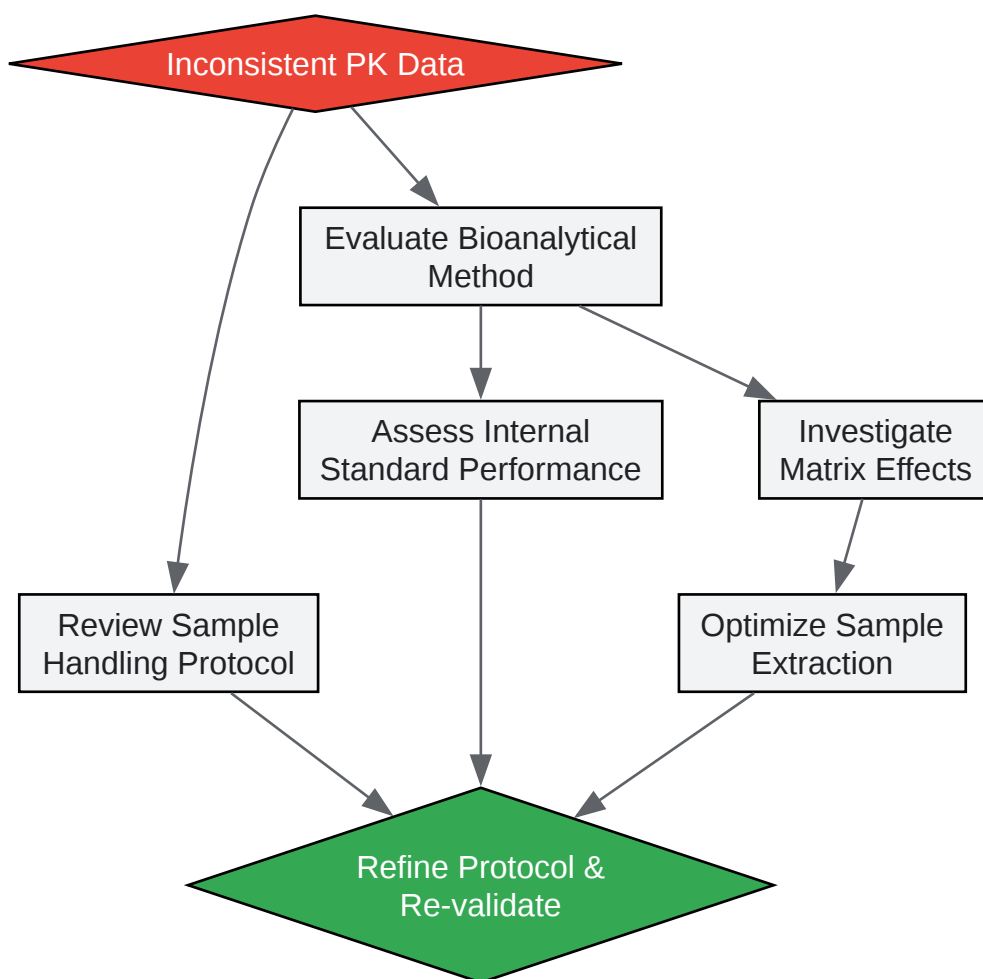 Inconsistent PK Data
Evaluate Bioanalytical
Method
Assess Internal
Standard Performance
Investigate
Matrix Effects
Review Sample
Handling Protocol
Optimize Sample
Extraction
Refine Protocol &
Re-validate